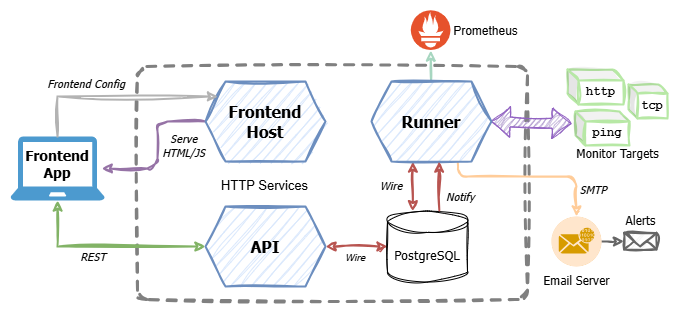 Prometheus
Frontend Config
Frontend
Host
Runner
http
tcp
ping
Monitor Targets
Serve
HTML/JS
Frontend
App
HTTP Services
Wire
Notify
SMTP
API
PostgreSQL
Alerts
REST
Wire
Email Server